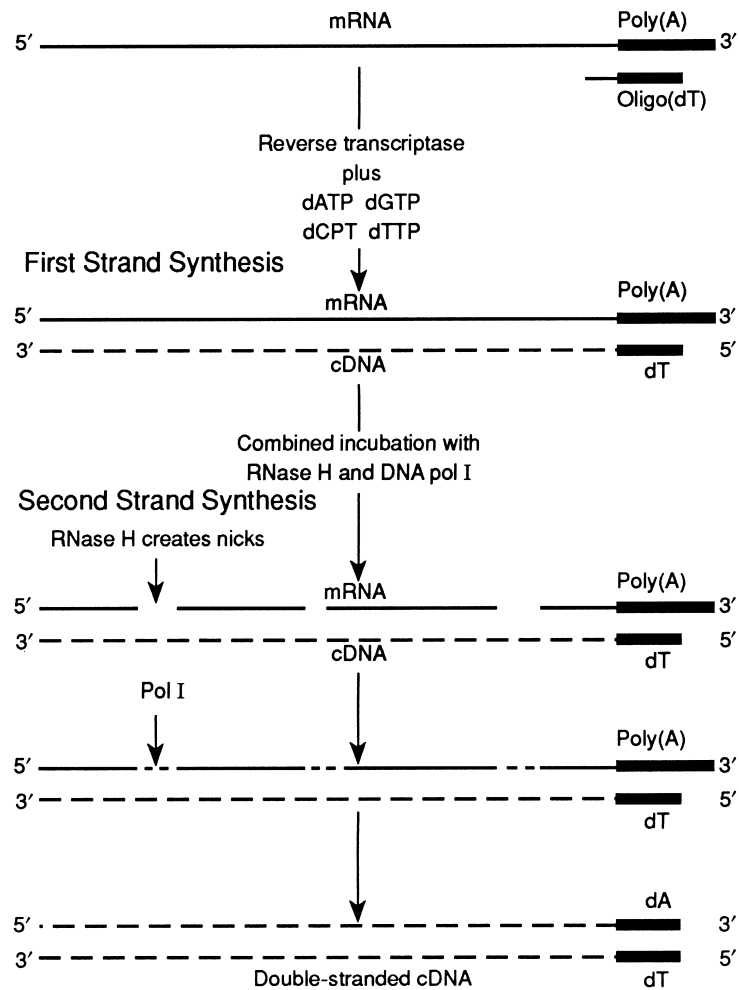 mRNA Poly(A)
5′ 3′
Oligo(dT)
Reverse transcriptase
plus
dATP dGTP
dCPT dTTP
First Strand Synthesis
mRNA Poly(A)
5′ 3′
3′ 5′
cDNA dT
Combined incubation with
RNase H and DNA pol I
Second Strand Synthesis
RNase H creates nicks
mRNA Poly(A)
5′ 3′
3′ 5′
cDNA dT
Pol I
Poly(A)
5′ 3′
3′ 5′
dT
dA
5′ 3′
3′ 5′
Double-stranded cDNA dT